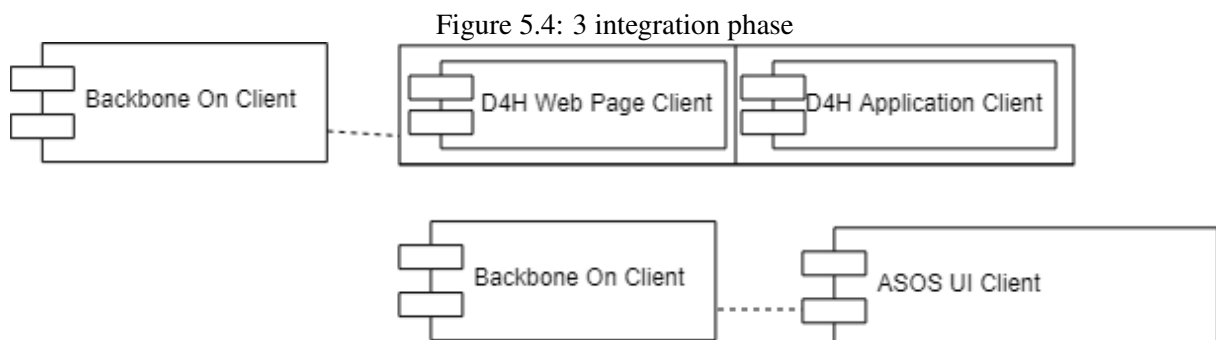 Figure 5.4: 3 integration phase
Backbone On Client
D4H Web Page Client
D4H Application Client
Backbone On Client
ASOS UI Client